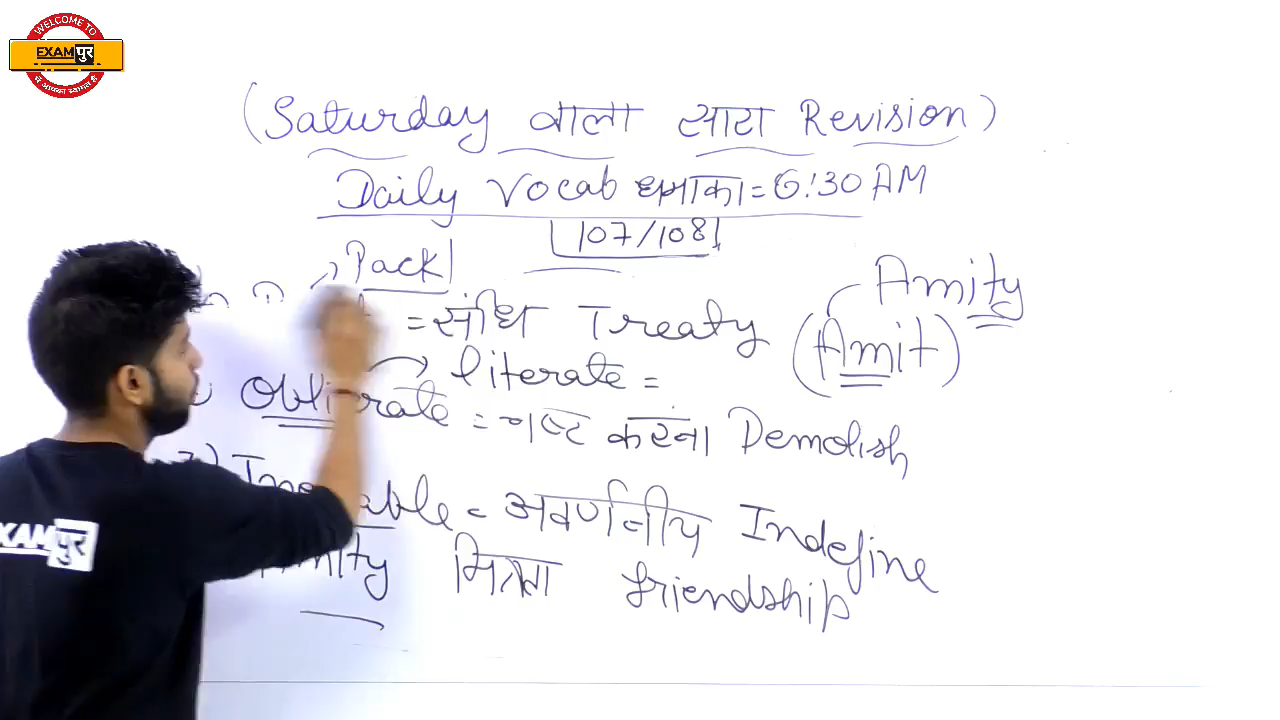 WELCOME TO
EXAMपुर
(Saturday वाला सारा Revision)
Daily Vocab धमाका = 6:30 AM
107/108
Pack
= संधि Treaty (Amit) Amity
literate =
= नष्ट करना Demolish
able = अवर्णनीय Indefine
मित्रता friendship
EXAMपुर